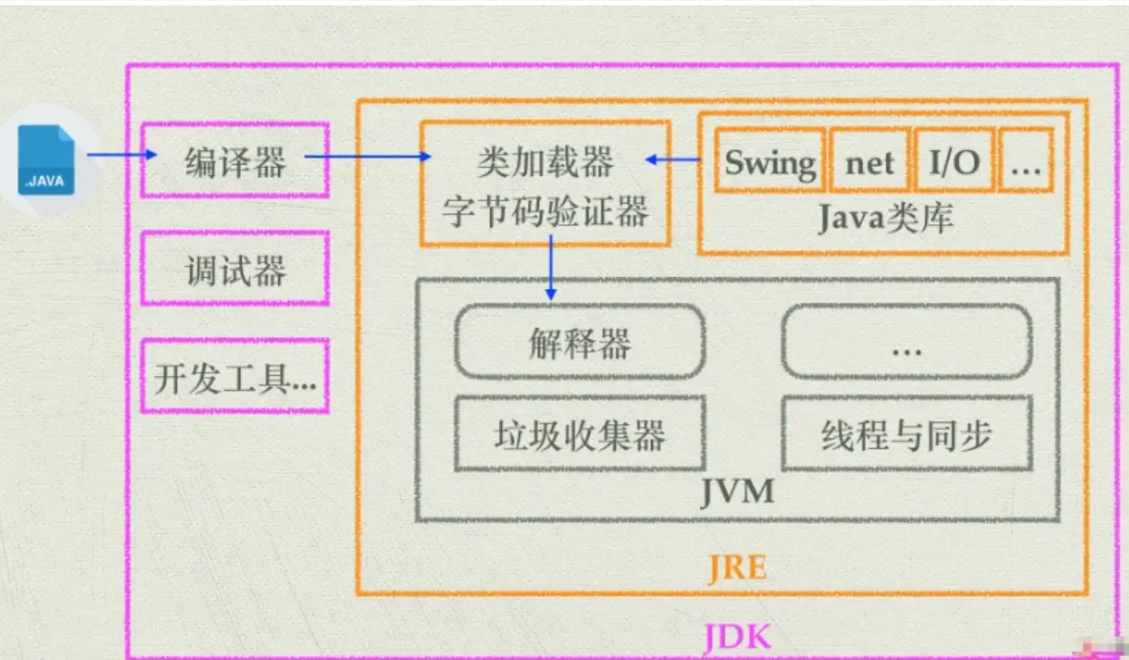 .JAVA
编译器
调试器
开发工具...
类加载器
字节码验证器
Swing
net
I/O
...
Java类库
解释器
...
垃圾收集器
线程与同步
JVM
JRE
JDK